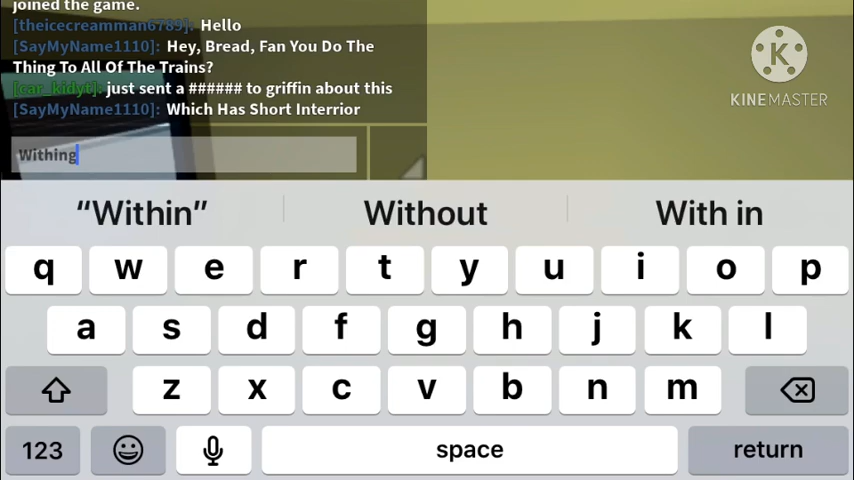 joined the game.
[theicecreamman6789]: Hello
[SayMyName1110]: Hey, Bread, Fan You Do The
Thing To All Of The Trains?
[car_kidyt]: just sent a ###### to griffin about this
[SayMyName1110]: Which Has Short Interrior
Withing
K
KINEMASTER
“Within” Without With in
q w e r t y u i o p
a s d f g h j k l
z x c v b n m
123 space return